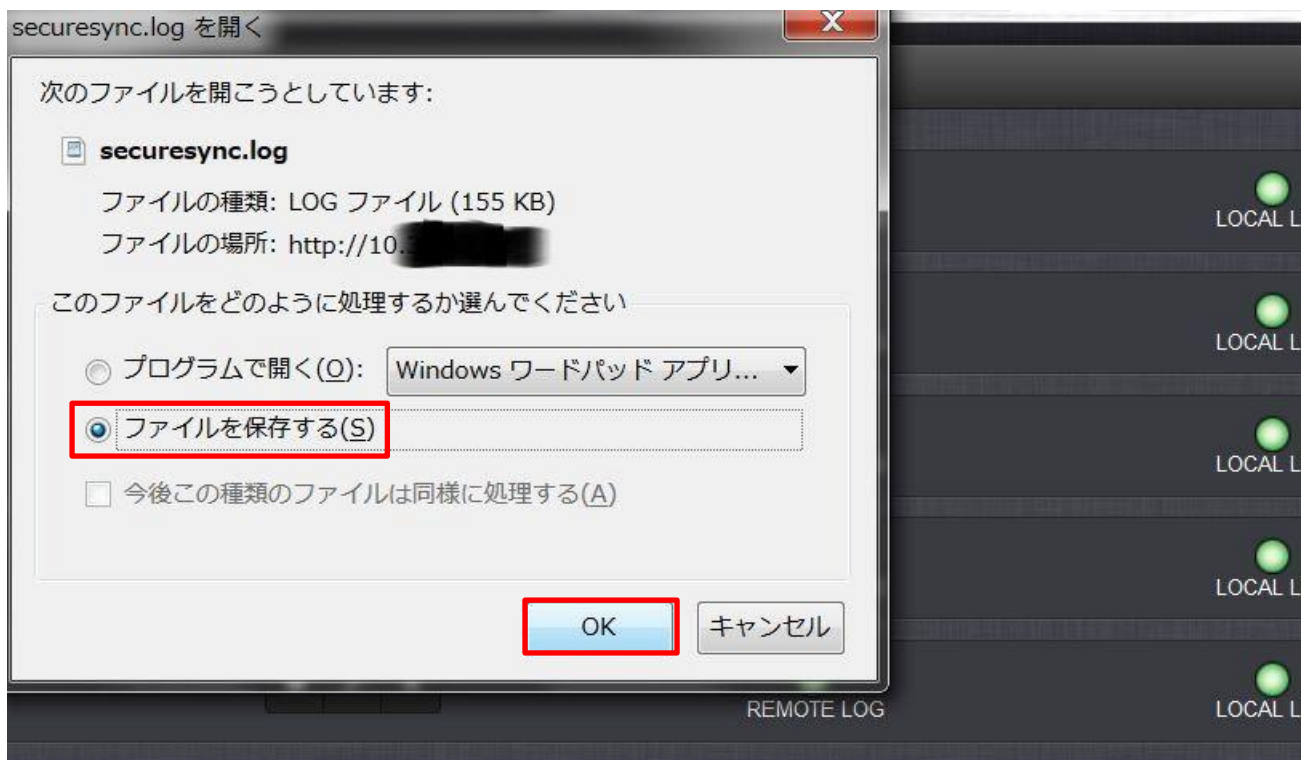 securesync.log を開く
次のファイルを開こうとしています:
securesync.log
ファイルの種類: LOG ファイル (155 KB)
ファイルの場所: http://10.
このファイルをどのように処理するか選んでください
プログラムで開く(O): Windows ワードパッド アプリ...
ファイルを保存する(S)
今後この種類のファイルは同様に処理する(A)
OK キャンセル
LOCAL L
LOCAL L
LOCAL L
LOCAL L
REMOTE LOG LOCAL L